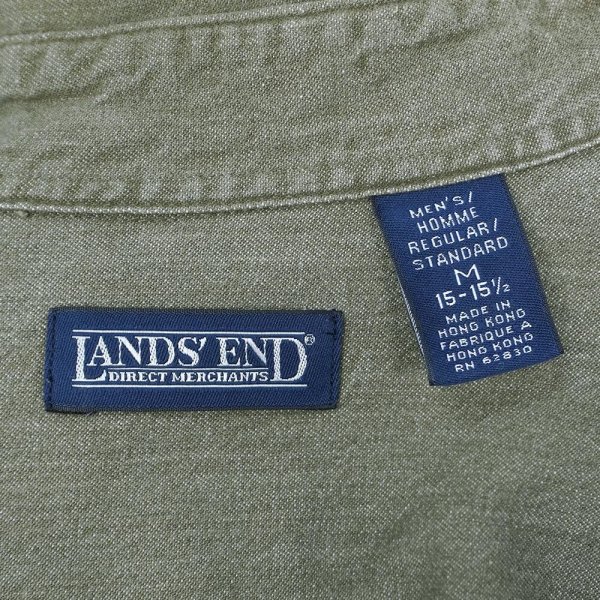 LANDS' END®
DIRECT MERCHANTS
MEN'S/
HOMME
REGULAR/
STANDARD
M
15-15½
MADE IN
HONG KONG
FABRIQUE A
HONG KONG
RN 62830